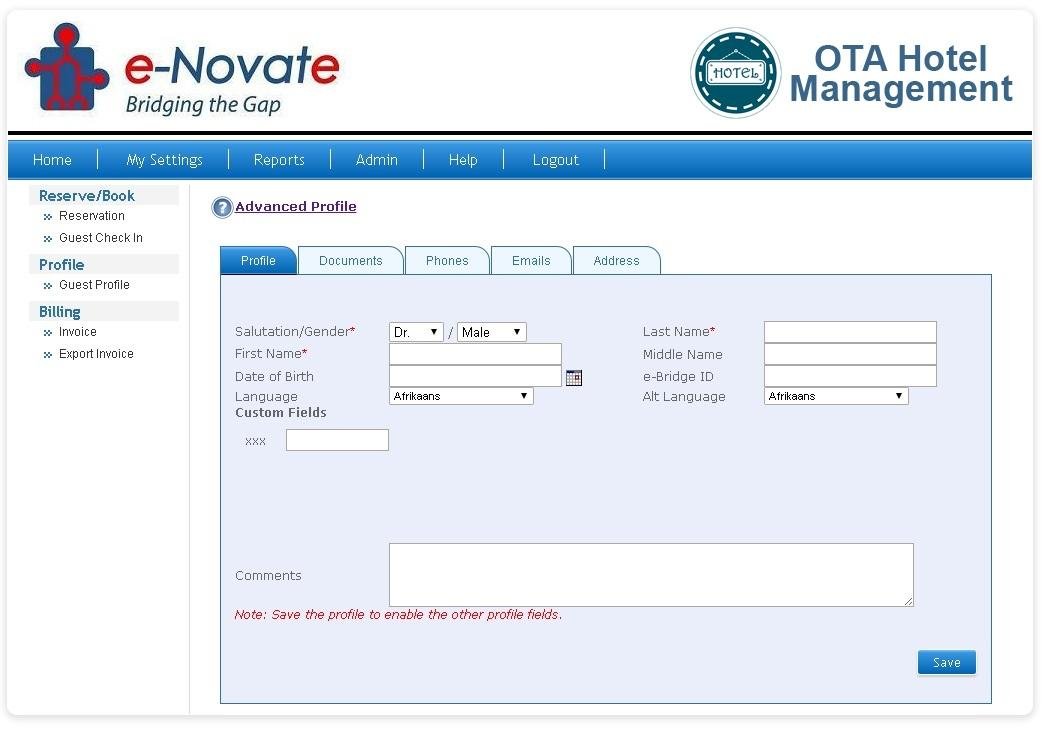 e-Novate
Bridging the Gap
HOTEL
OTA Hotel
Management
Home My Settings Reports Admin Help Logout
Reserve/Book
Reservation
Guest Check In
Profile
Guest Profile
Billing
Invoice
Export Invoice
? Advanced Profile
Profile Documents Phones Emails Address
Salutation/Gender* Dr. / Male Last Name*
First Name* Middle Name
Date of Birth e-Bridge ID
Language Afrikaans Alt Language Afrikaans
Custom Fields
xxx
Comments
Note: Save the profile to enable the other profile fields.
Save